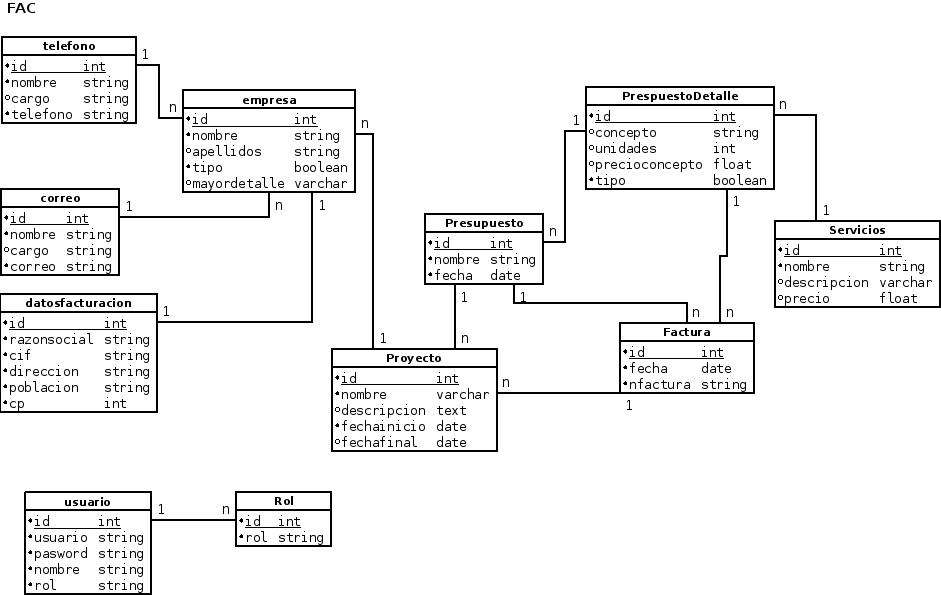 FAC
telefono
id int
nombre string
cargo string
telefono string
1
n
empresa
id int
nombre string
apellidos string
tipo boolean
mayordetalle varchar
n
n
1
correo
id int
nombre string
cargo string
correo string
1
datosfacturacion
id int
razonsocial string
cif string
direccion string
poblacion string
cp int
1
PrespuestoDetalle
id int
concepto string
unidades int
precioconcepto float
tipo boolean
1
n
1
Presupuesto
id int
nombre string
fecha date
n
1
1
Servicios
id int
nombre string
descripcion varchar
precio float
1
Factura
id int
fecha date
nfactura string
n
n
1
Proyecto
id int
nombre varchar
descripcion text
fechainicio date
fechafinal date
1
n
n
usuario
id int
usuario string
pasword string
nombre string
rol string
1
n
Rol
id int
rol string